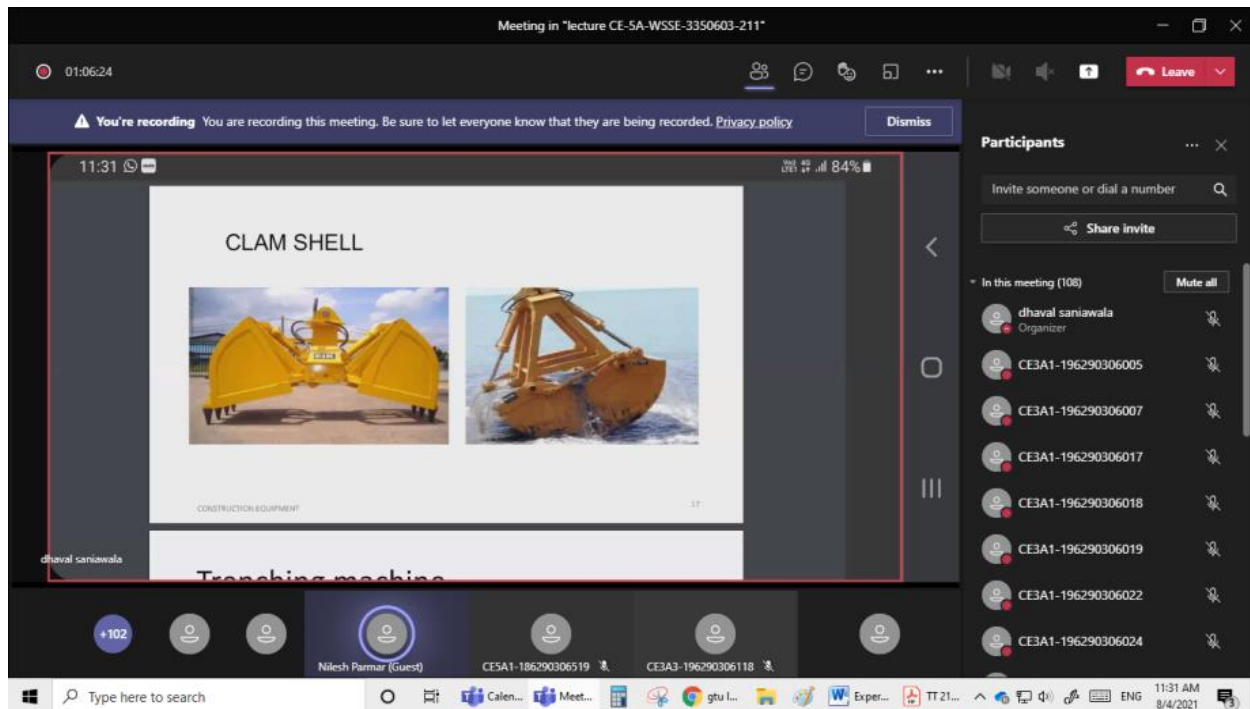 Meeting in "lecture CE-5A-WSSE-3350603-211"
01:06:24
Leave
You're recording You are recording this meeting. Be sure to let everyone know that they are being recorded. Privacy policy
Dismiss
11:31
84%
CLAM SHELL
CONSTRUCTION EQUIPMENT
17
Trenching machine
dhaval saniawala
+102
Nilesh Parmar (Guest)
CE5A1-186290306519
CE3A3-196290306118
Participants
Invite someone or dial a number
Share invite
In this meeting (108)
Mute all
dhaval saniawala
Organizer
CE3A1-196290306005
CE3A1-196290306007
CE3A1-196290306017
CE3A1-196290306018
CE3A1-196290306019
CE3A1-196290306022
CE3A1-196290306024
Type here to search
Calen...
Meet...
gtu l...
Exper...
TT 21...
ENG
11:31 AM
8/4/2021